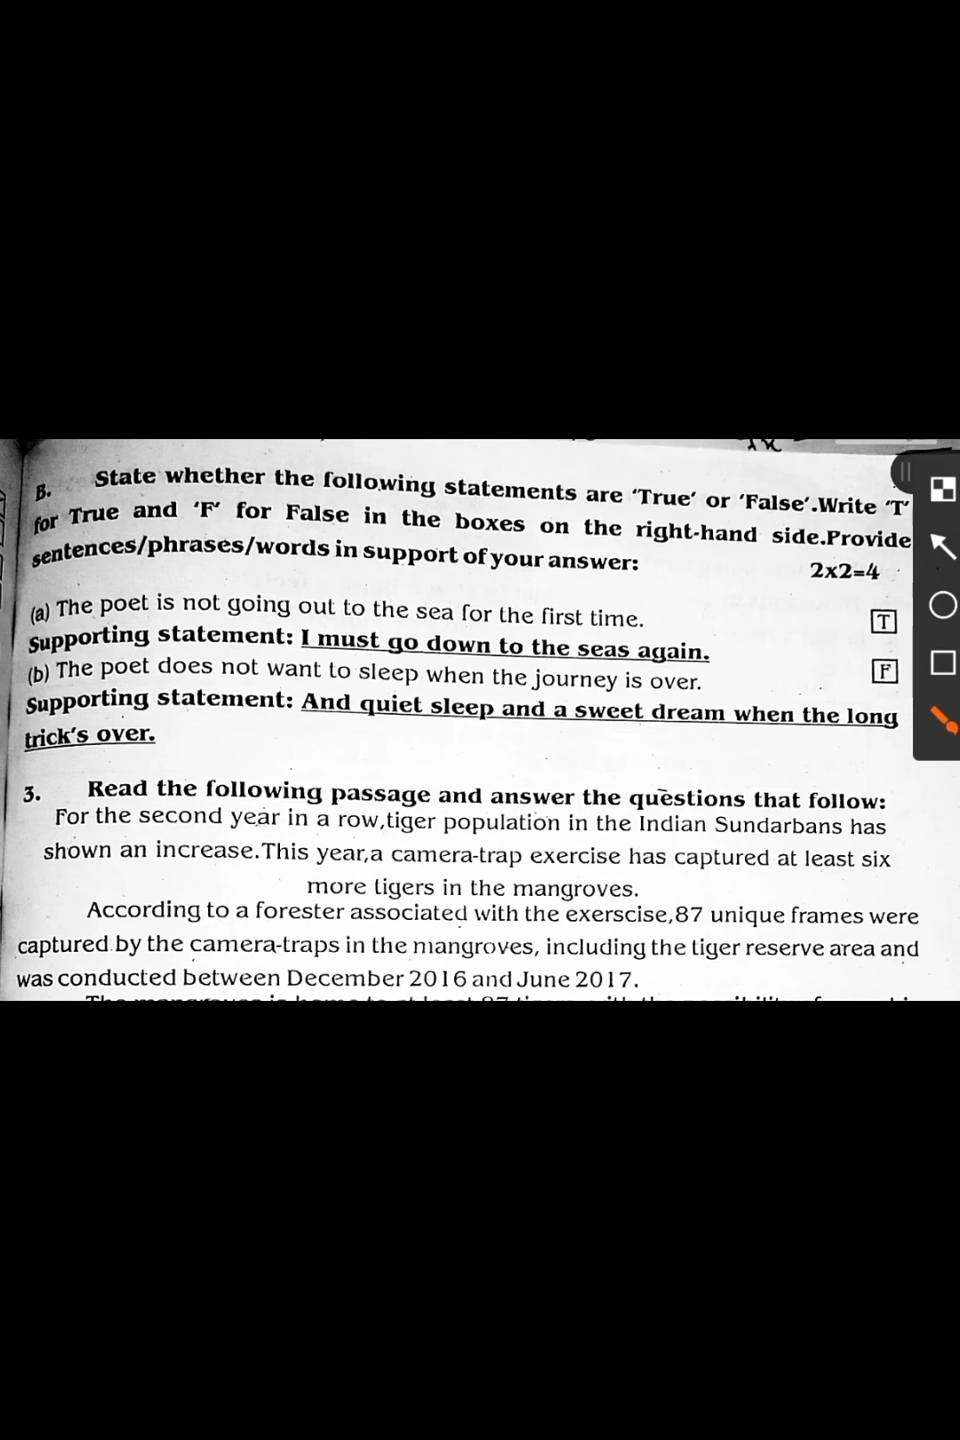 B. State whether the following statements are 'True' or 'False'.Write 'T'
for True and 'F' for False in the boxes on the right-hand side.Provide
sentences/phrases/words in support of your answer: 2x2=4
(a) The poet is not going out to the sea for the first time. T
Supporting statement: I must go down to the seas again.
(b) The poet does not want to sleep when the journey is over. F
Supporting statement: And quiet sleep and a sweet dream when the long
trick's over.
3. Read the following passage and answer the questions that follow:
For the second year in a row,tiger population in the Indian Sundarbans has
shown an increase.This year,a camera-trap exercise has captured at least six
more tigers in the mangroves.
According to a forester associated with the exerscise,87 unique frames were
captured by the camera-traps in the mangroves, including the tiger reserve area and
was conducted between December 2016 and June 2017.